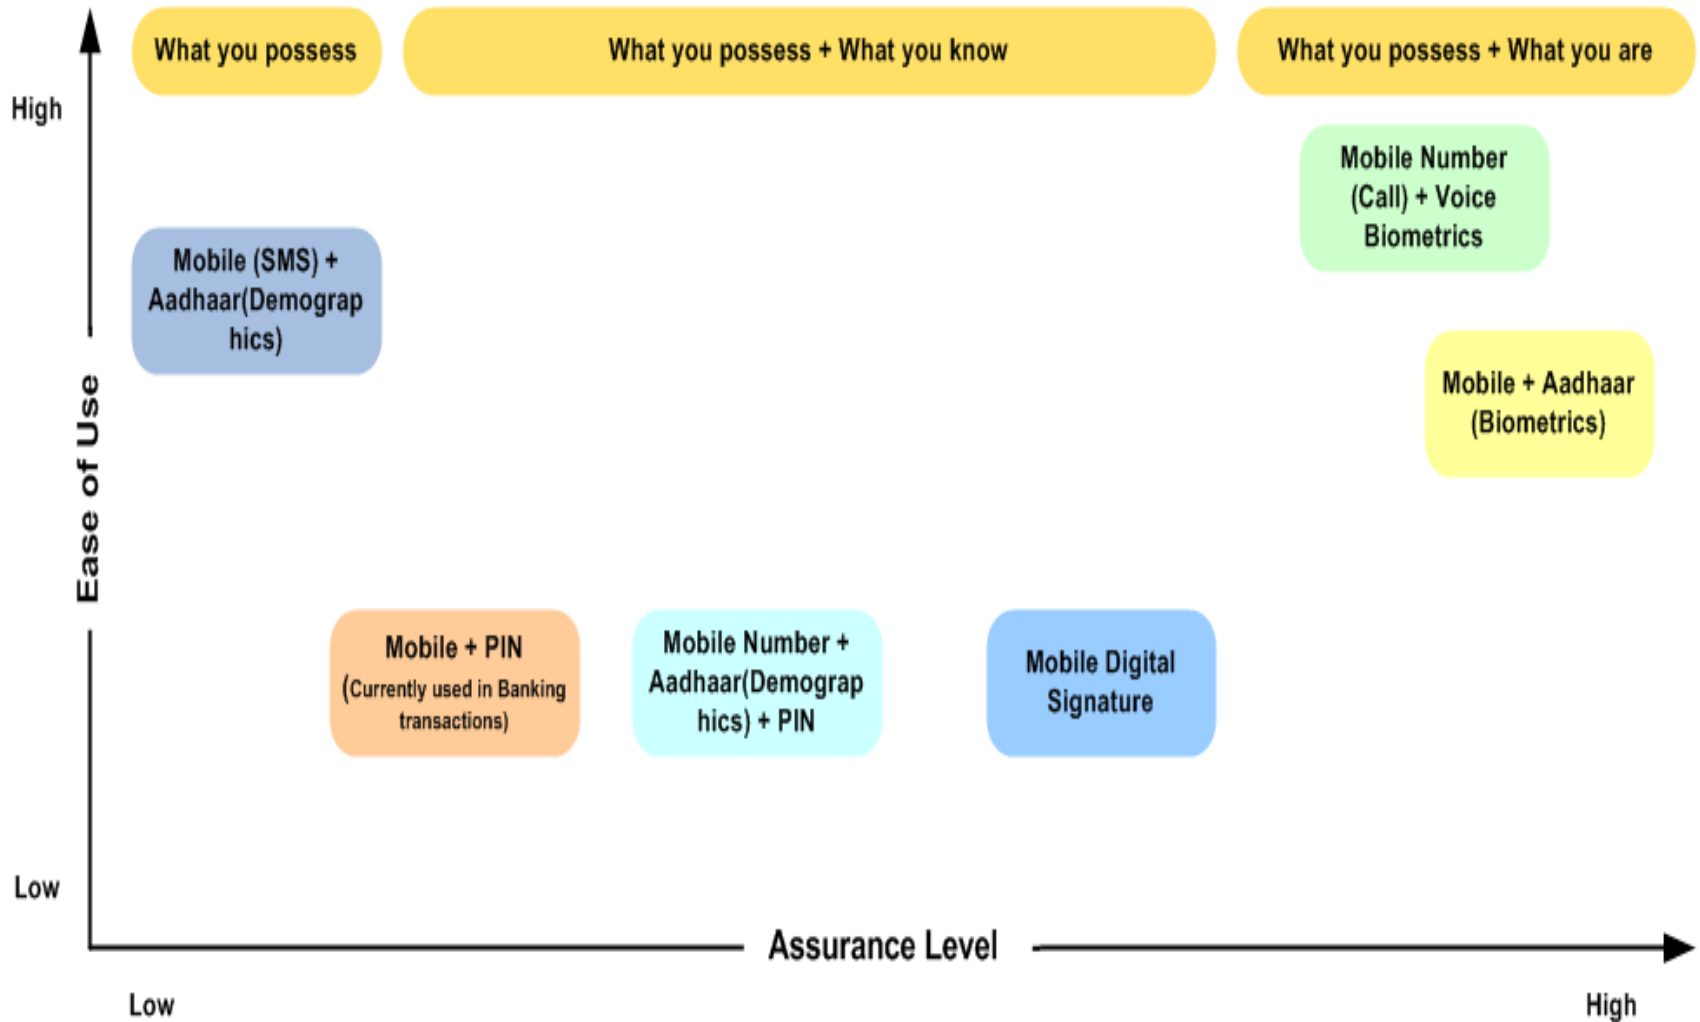 What you possess
What you possess + What you know
What you possess + What you are
High
Mobile Number
(Call) + Voice
Biometrics
Mobile (SMS) +
Aadhaar(Demograp
hics)
Mobile + Aadhaar
(Biometrics)
Ease of Use
Mobile + PIN
(Currently used in Banking
transactions)
Mobile Number +
Aadhaar(Demograp
hics) + PIN
Mobile Digital
Signature
Low
Assurance Level
Low
High